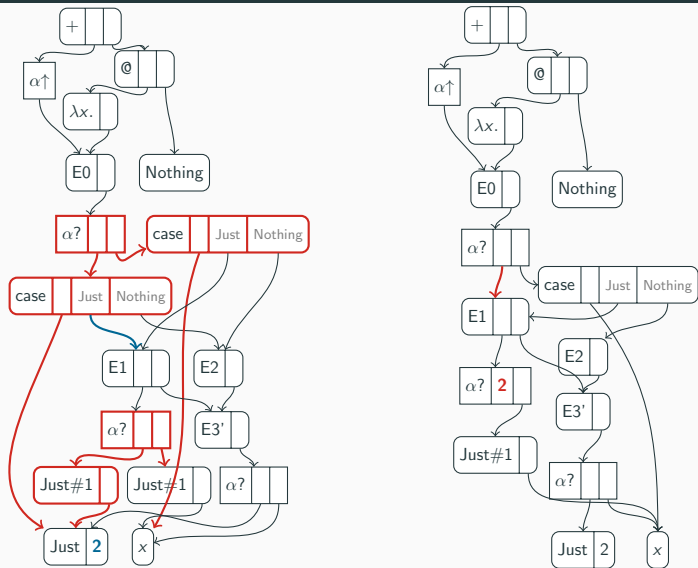 +
@
α↑
λx.
E0
Nothing
α?
case Just Nothing
case Just Nothing
E1
E2
α?
E3'
Just#1
Just#1
α?
Just 2
x
+
@
α↑
λx.
E0
Nothing
α?
case Just Nothing
E1
E2
α? 2
E3'
Just#1
α?
Just 2
x